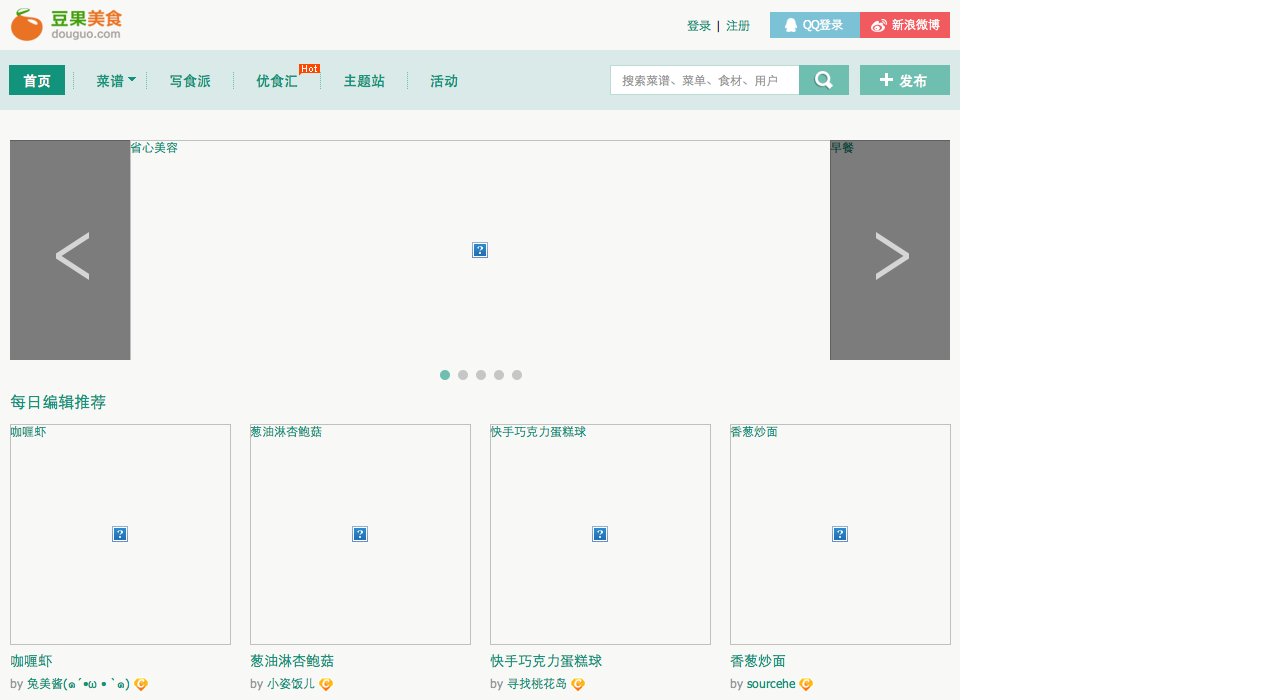 豆果美食
douguo.com
登录 | 注册
QQ登录
新浪微博
首页
菜谱
写食派
优食汇
Hot
主题站
活动
搜索菜谱、菜单、食材、用户
发布
省心美容
早餐
每日编辑推荐
咖喱虾
葱油淋杏鲍菇
快手巧克力蛋糕球
香葱炒面
咖喱虾
葱油淋杏鲍菇
快手巧克力蛋糕球
香葱炒面
by 兔美酱(๑´•ω • `๑)
by 小姿饭儿
by 寻找桃花岛
by sourcehe